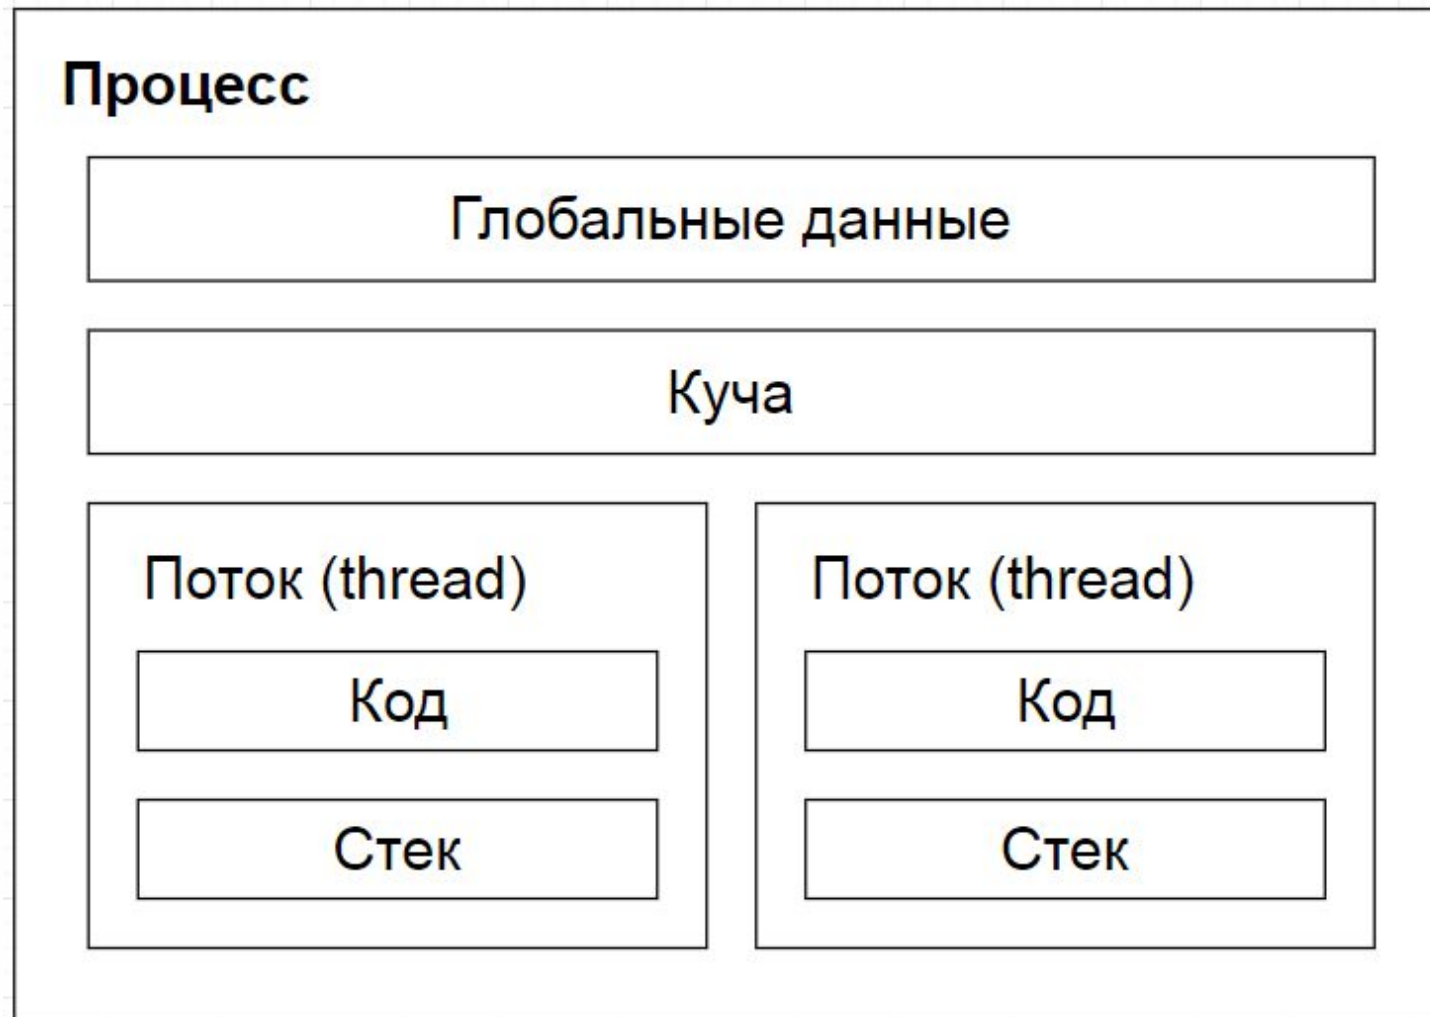 Процесс
Глобальные данные
Куча
Поток (thread)
Код
Стек
Поток (thread)
Код
Стек